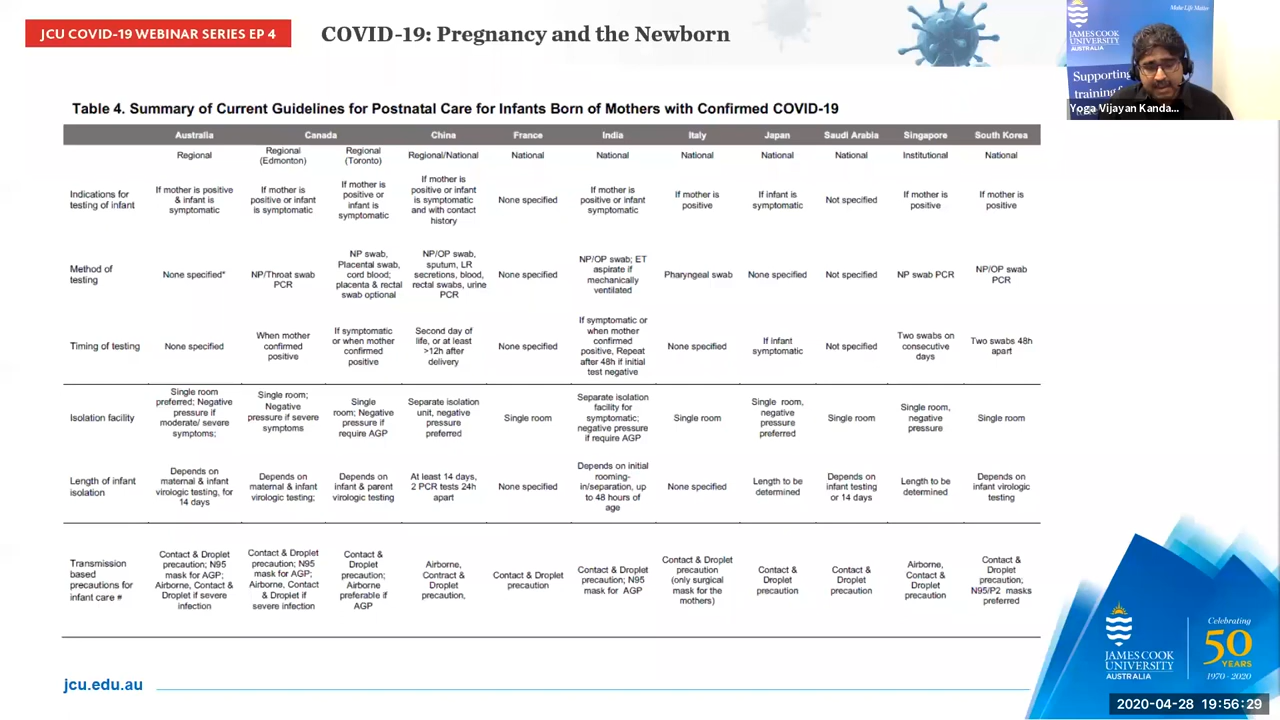 JCU COVID-19 WEBINAR SERIES EP 4
COVID-19: Pregnancy and the Newborn
Make Life Matter
JAMES COOK
UNIVERSITY
AUSTRALIA
Supporting
training
Yoga Vijayan Kanda...
Table 4. Summary of Current Guidelines for Postnatal Care for Infants Born of Mothers with Confirmed COVID-19
Australia Canada China France India Italy Japan Saudi Arabia Singapore South Korea
Regional
Regional
(Edmonton)
Regional
(Toronto)
Regional/National
National
National
National
National
National
Institutional
National
Indications for
testing of infant
If mother is positive
& infant is
symptomatic
If mother is
positive or infant
is symptomatic
If mother is
positive or
infant is
symptomatic
If mother is
positive or infant
is symptomatic
and with contact
history
None specified
If mother is
positive or infant
symptomatic
If mother is
positive
If infant is
symptomatic
Not specified
If mother is
positive
If mother is
positive
Method of
testing
None specified*
NP/Throat swab
PCR
NP swab,
Placental swab,
cord blood;
placenta & rectal
swab optional
NP/OP swab,
sputum, LR
secretions, blood,
rectal swabs, urine
PCR
None specified
NP/OP swab; ET
aspirate if
mechanically
ventilated
Pharyngeal swab
None specified
Not specified
NP swab PCR
NP/OP swab
PCR
Timing of testing
None specified
When mother
confirmed
positive
If symptomatic
or when mother
confirmed
positive
Second day of
life, or at least
>12h after
delivery
None specified
If symptomatic or
when mother
confirmed
positive, Repeat
after 48h if initial
test negative
None specified
If infant
symptomatic
Not specified
Two swabs on
consecutive
days
Two swabs 48h
apart
Isolation facility
Single room
preferred; Negative
pressure if
moderate/ severe
symptoms;
Single room;
Negative
pressure if severe
symptoms
Single
room; Negative
pressure if
require AGP
Separate isolation
unit, negative
pressure
preferred
Single room
Separate isolation
facility for
symptomatic;
negative pressure
if require AGP
Single room
Single room,
negative
pressure
preferred
Single room
Single room,
negative
pressure
Single room
Length of infant
isolation
Depends on
maternal & infant
virologic testing, for
14 days
Depends on
maternal & infant
virologic testing;
Depends on
infant & parent
virologic testing
At least 14 days,
2 PCR tests 24h
apart
None specified
Depends on initial
rooming-
in/separation, up
to 48 hours of
age
None specified
Length to be
determined
Depends on
infant testing
or 14 days
Length to be
determined
Depends on
infant virologic
testing
Transmission
based
precautions for
infant care #
Contact & Droplet
precaution; N95
mask for AGP;
Airborne, Contact &
Droplet if severe
infection
Contact & Droplet
precaution; N95
mask for AGP;
Airborne, Contact
& Droplet if
severe infection
Contact &
Droplet
precaution;
Airborne
preferable if
AGP
Airborne,
Contract &
Droplet
precaution,
Contact & Droplet
precaution
Contact & Droplet
precaution; N95
mask for AGP
Contact & Droplet
precaution
(only surgical
mask for the
mothers)
Contact &
Droplet
precaution
Contact &
Droplet
precaution
Airborne,
Contact &
Droplet
precaution
Contact &
Droplet
precaution;
N95/P2 masks
preferred
jcu.edu.au
JAMES COOK
UNIVERSITY
AUSTRALIA
Celebrating
50
YEARS
1970 - 2020
2020-04-28 19:56:29